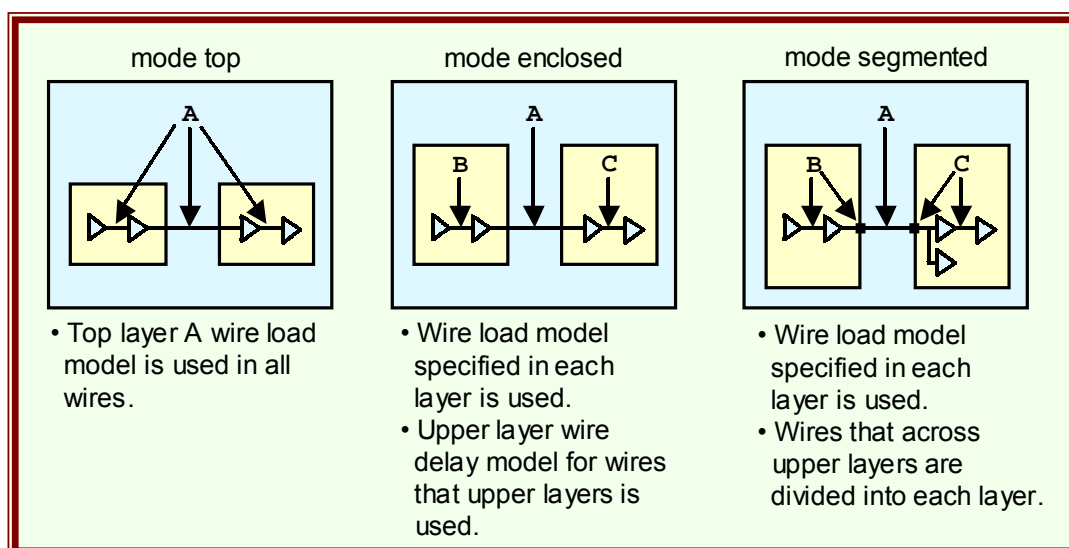 mode top
A
• Top layer A wire load
model is used in all
wires.
mode enclosed
A
B
C
• Wire load model
specified in each
layer is used.
• Upper layer wire
delay model for wires
that upper layers is
used.
mode segmented
A
B
C
• Wire load model
specified in each
layer is used.
• Wires that across
upper layers are
divided into each layer.